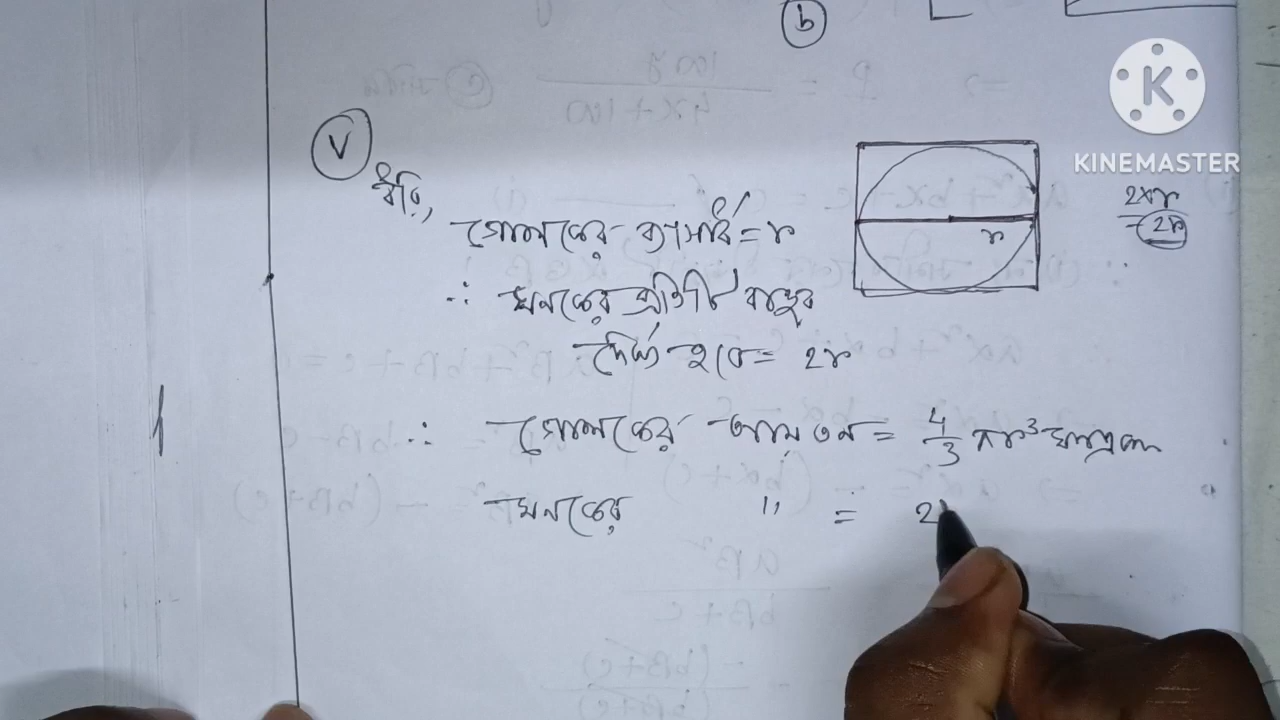 b
K
KINEMASTER
V
ধরি,
গোলকের ব্যাসার্ধ = r
r
2×r
= 2r
∴ ঘনকের প্রতিটি বাহুর
দৈর্ঘ্য হবে = 2r
∴ গোলকের আয়তন = 4/3 πr³ ঘনএকক
ঘনকের " = 2